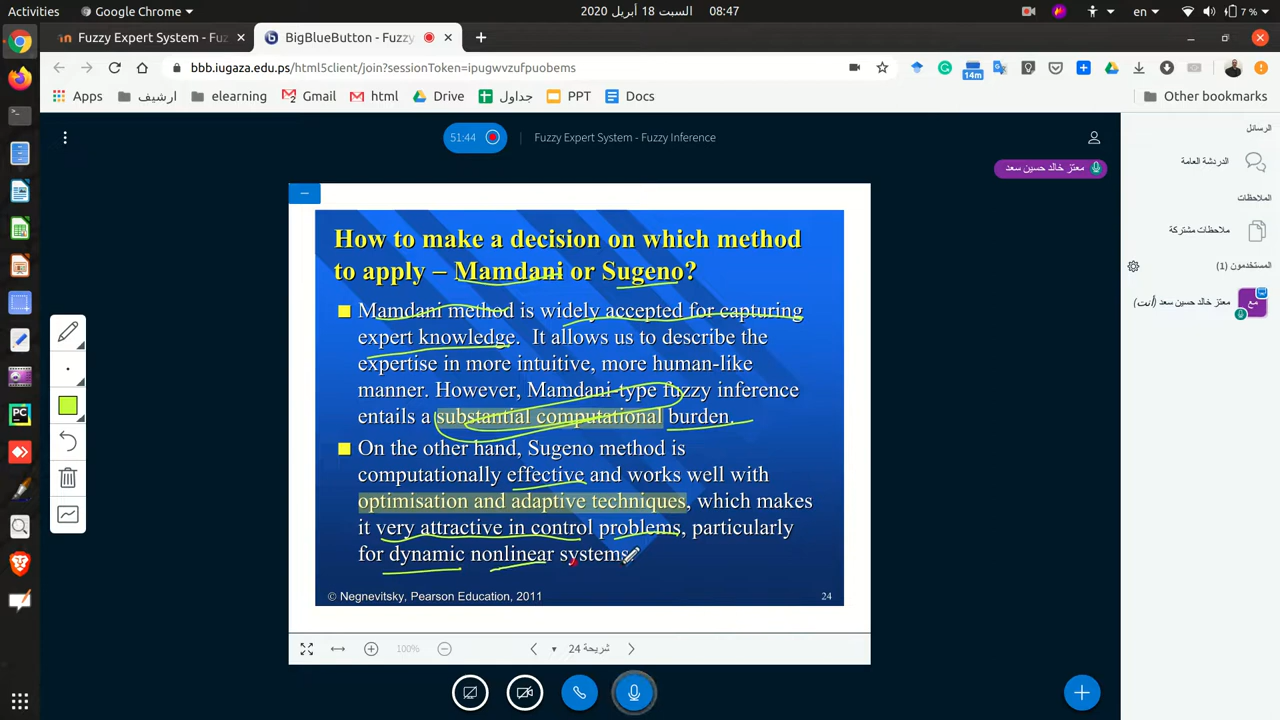 Activities
Google Chrome
السبت 18 أبريل 2020 08:47
en
7 %
Fuzzy Expert System - Fu
BigBlueButton - Fuzzy
bbb.iugaza.edu.ps/html5client/join?sessionToken=ipugwvzufpuobems
14m
Apps
ارشيف
elearning
Gmail
html
Drive
جداول
PPT
Docs
Other bookmarks
51:44
Fuzzy Expert System - Fuzzy Inference
معتز خالد حسين سعد
How to make a decision on which method
to apply – Mamdani or Sugeno?
Mamdani method is widely accepted for capturing
expert knowledge. It allows us to describe the
expertise in more intuitive, more human-like
manner. However, Mamdani-type fuzzy inference
entails a substantial computational burden.
On the other hand, Sugeno method is
computationally effective and works well with
optimisation and adaptive techniques, which makes
it very attractive in control problems, particularly
for dynamic nonlinear systems.
© Negnevitsky, Pearson Education, 2011
24
100%
شريحة 24
الرسائل
الدردشة العامة
الملاحظات
ملاحظات مشتركة
المستخدمون (1)
مع
معتز خالد حسين سعد (أنت)
PC